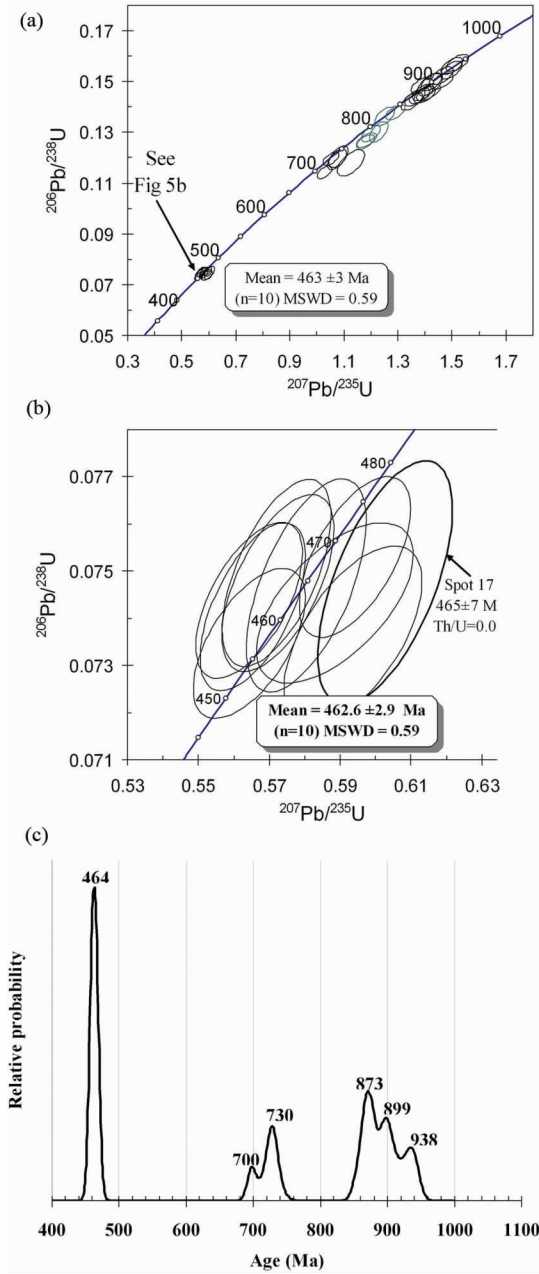 (a)
0.17
0.15
0.13
0.11
0.09
0.07
0.05
206Pb/238U
1000
900
800
700
600
500
400
See
Fig 5b
Mean = 463 ±3 Ma
(n=10) MSWD = 0.59
0.3 0.5 0.7 0.9 1.1 1.3 1.5 1.7
207Pb/235U
(b)
0.077
0.075
0.073
0.071
206Pb/238U
480
470
460
450
Spot 17
465±7 M
Th/U=0.0
Mean = 462.6 ±2.9 Ma
(n=10) MSWD = 0.59
0.53 0.55 0.57 0.59 0.61 0.63
207Pb/235U
(c)
Relative probability
464
700
730
873
899
938
400 500 600 700 800 900 1000 1100
Age (Ma)